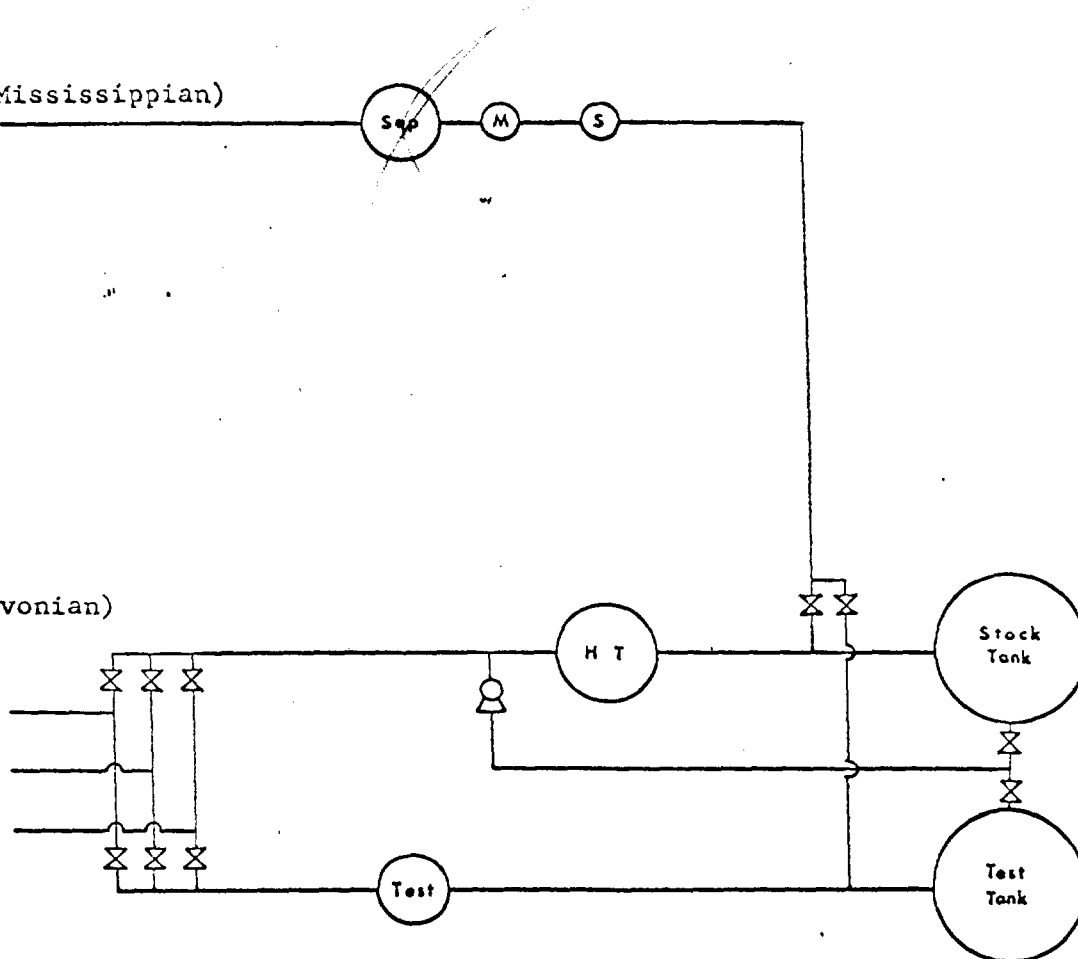 Mississippian)
Sep
M
S
vonian)
H T
Stock
Tank
Test
Test
Tank